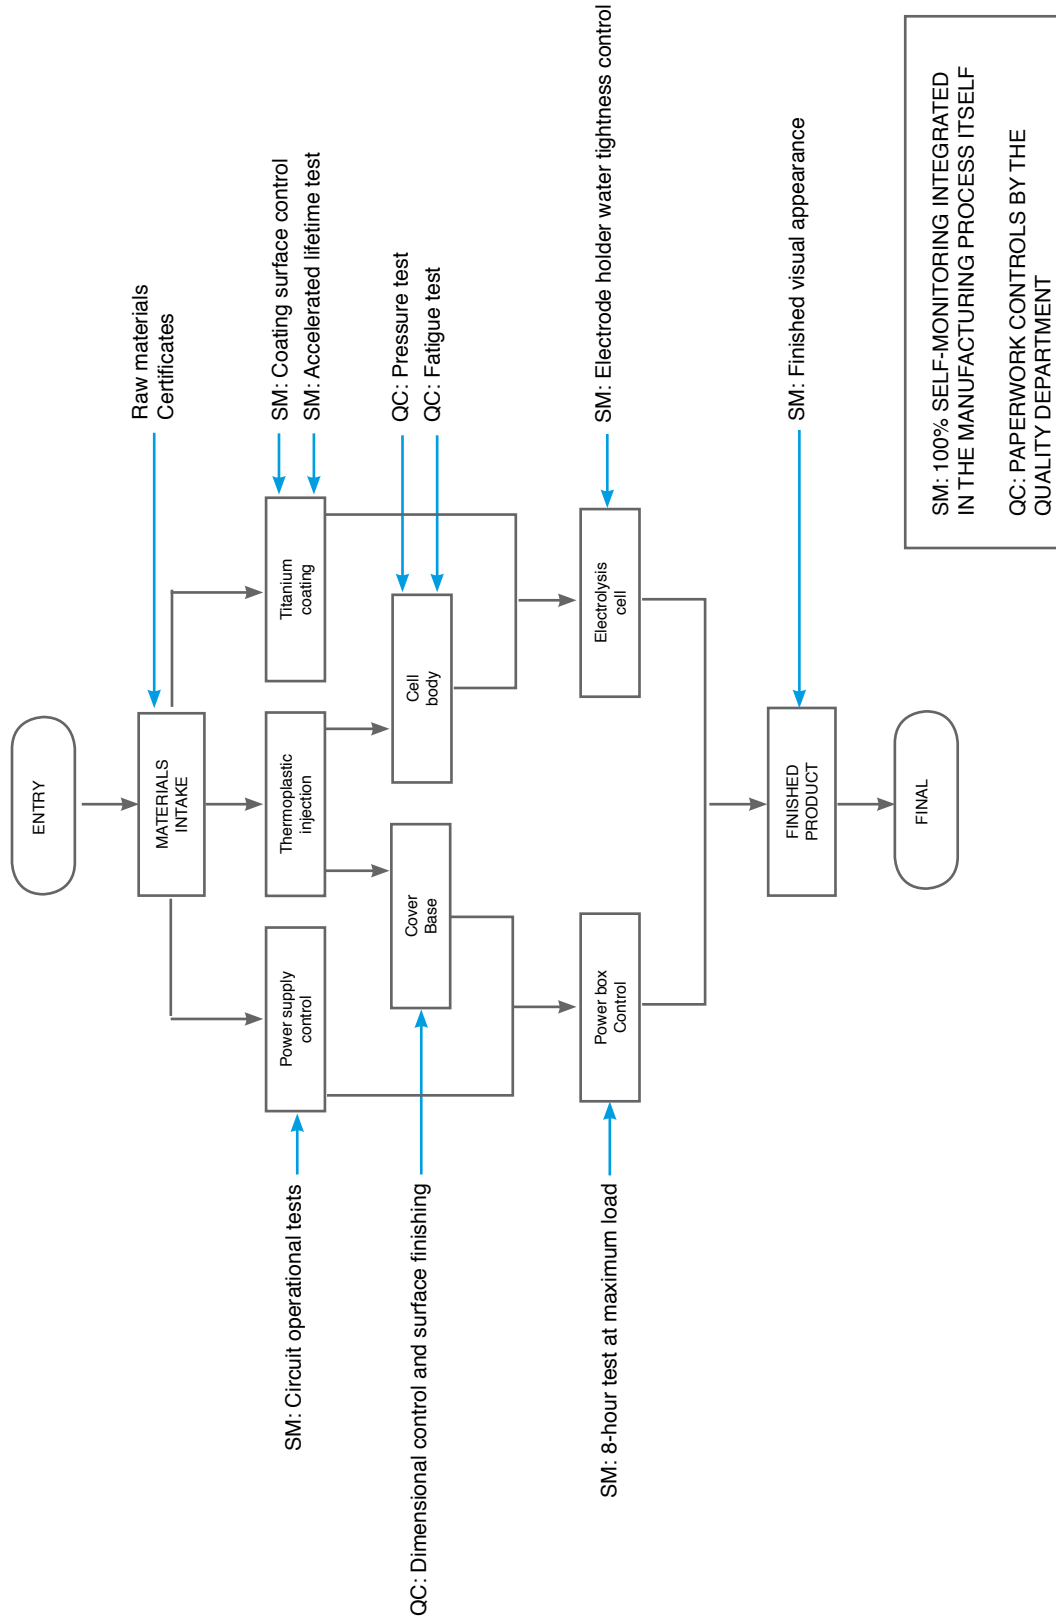 ENTRY
Raw materials
Certificates
MATERIALS
INTAKE
SM: Circuit operational tests
Power supply
control
Thermoplastic
injection
Titanium
coating
SM: Coating surface control
SM: Accelerated lifetime test
QC: Dimensional control and surface finishing
Cover
Base
Cell
body
QC: Pressure test
QC: Fatigue test
SM: 8-hour test at maximum load
Power box
Control
Electrolysis
cell
SM: Electrode holder water tightness control
FINISHED
PRODUCT
SM: Finished visual appearance
FINAL
SM: 100% SELF-MONITORING INTEGRATED
IN THE MANUFACTURING PROCESS ITSELF
QC: PAPERWORK CONTROLS BY THE
QUALITY DEPARTMENT